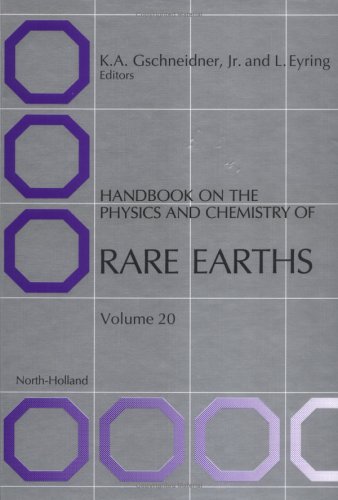 K.A. Gschneidner, Jr. and L. Eyring
Editors
HANDBOOK ON THE
PHYSICS AND CHEMISTRY OF
RARE EARTHS
Volume 20
North-Holland